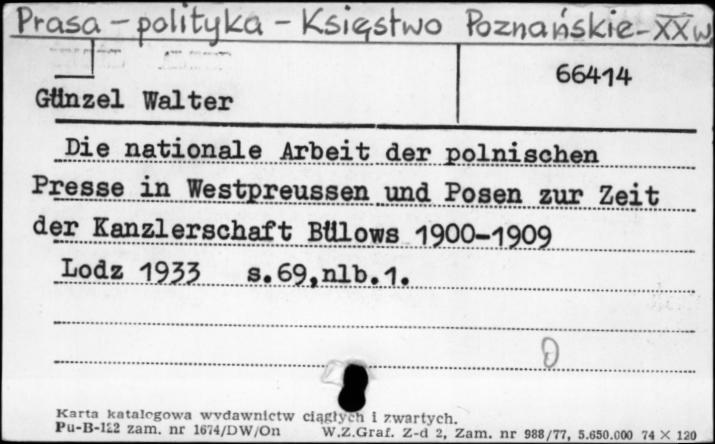 Prasa – polityka – Księstwo Poznańskie – XX w.
66414
Günzel Walter
Die nationale Arbeit der polnischen
Presse in Westpreussen und Posen zur Zeit
der Kanzlerschaft Bülows 1900-1909
Lodz 1933 s.69,nlb.1.
Karta katalogowa wydawnictw ciągłych i zwartych.
Pu-B-122 zam. nr 1674/DW/On W.Z.Graf. Z-d 2, Zam. nr 988/77, 5.650.000 74 × 120